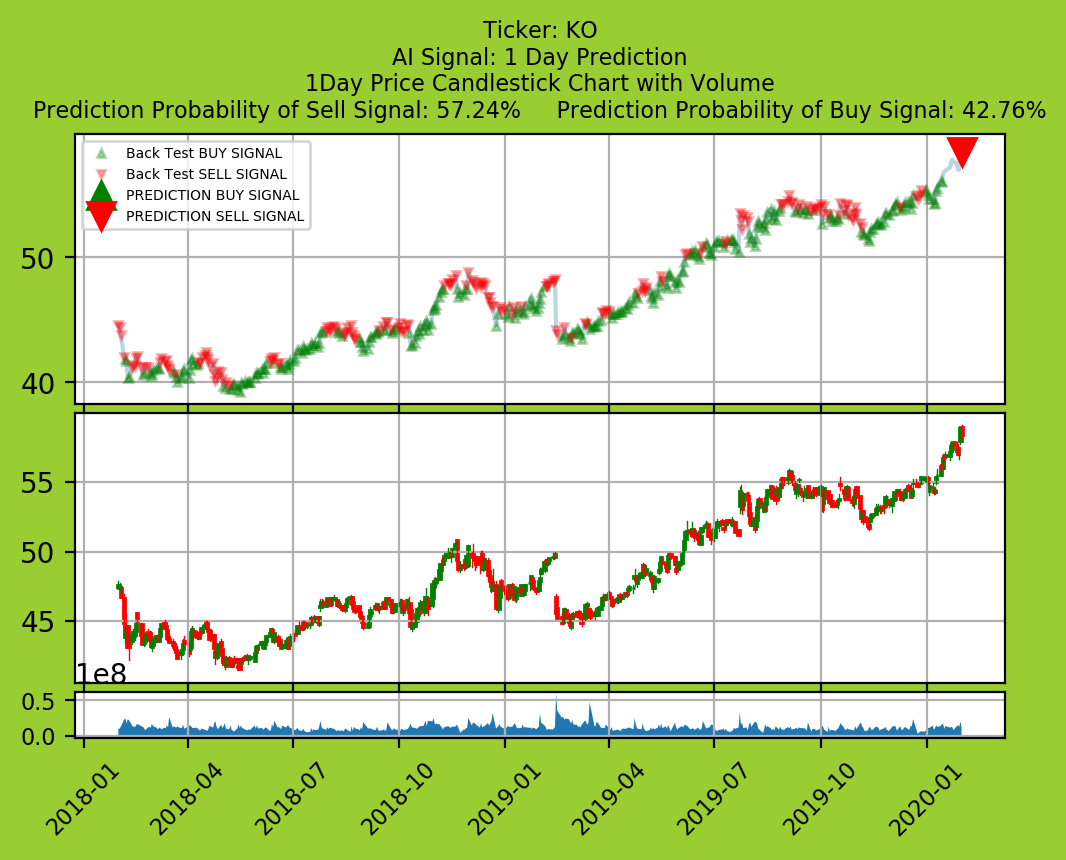 Ticker: KO
AI Signal: 1 Day Prediction
1Day Price Candlestick Chart with Volume
Prediction Probability of Sell Signal: 57.24%     Prediction Probability of Buy Signal: 42.76%
Back Test BUY SIGNAL
Back Test SELL SIGNAL
PREDICTION BUY SIGNAL
PREDICTION SELL SIGNAL
50
40
55
50
45
1e8
0.5
0.0
2018-01
2018-04
2018-07
2018-10
2019-01
2019-04
2019-07
2019-10
2020-01